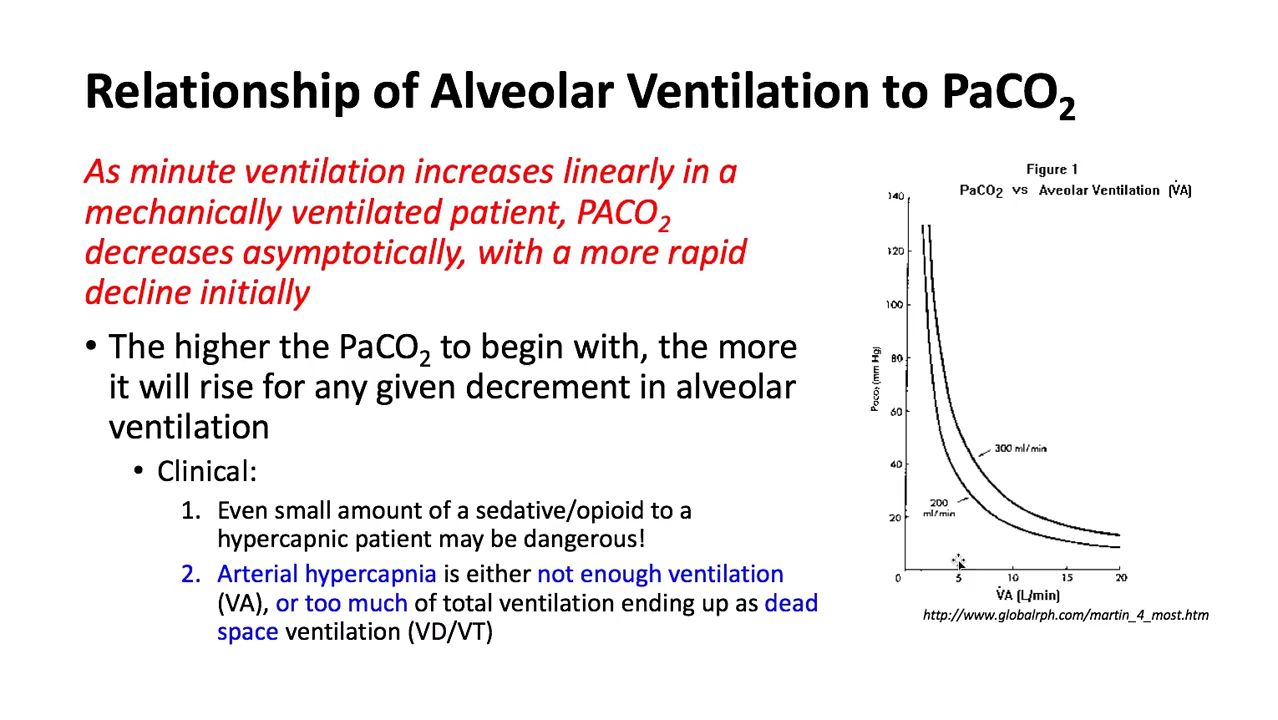 Relationship of Alveolar Ventilation to PaCO2
As minute ventilation increases linearly in a
mechanically ventilated patient, PACO2
decreases asymptotically, with a more rapid
decline initially
• The higher the PaCO2 to begin with, the more
it will rise for any given decrement in alveolar
ventilation
• Clinical:
1. Even small amount of a sedative/opioid to a
hypercapnic patient may be dangerous!
2. Arterial hypercapnia is either not enough ventilation
(VA), or too much of total ventilation ending up as dead
space ventilation (VD/VT)
Figure 1
PaCO2 vs Aveolar Ventilation (V̇A)
140
120
100
80
60
40
20
Paco2 (mm Hg)
300 ml/min
200
ml/min
0 5 10 15 20
V̇A (L/min)
http://www.globalrph.com/martin_4_most.htm